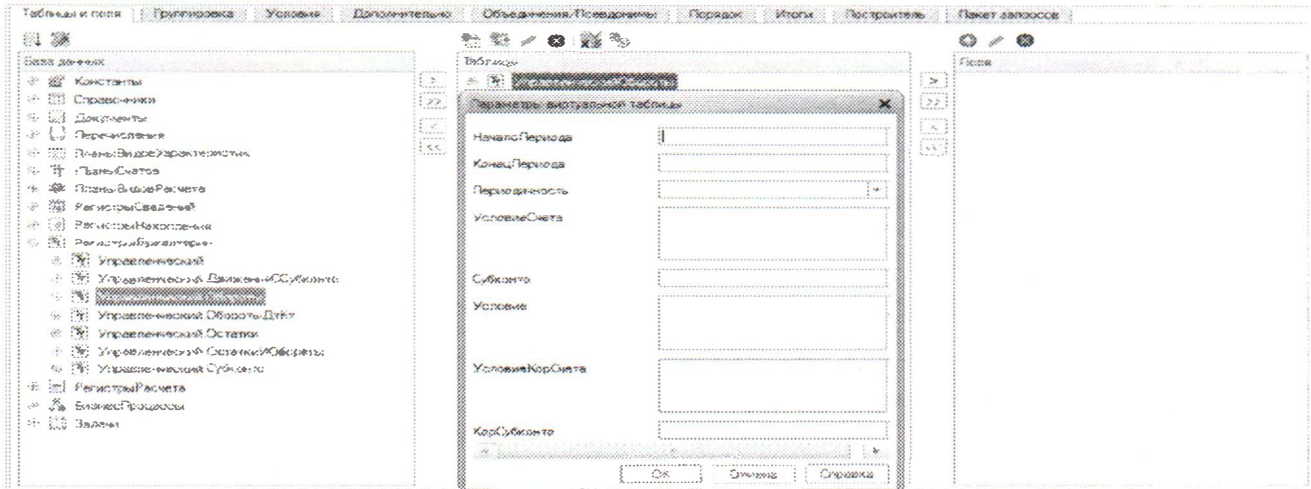 Таблицы и поля Группировка Условия Дополнительно Объединения/Псевдонимы Порядок Итоги Построитель Пакет запросов
База данных
Константы
Справочники
Документы
Перечисления
ПланыВидовХарактеристик
ПланыСчетов
ПланыВидовРасчета
РегистрыСведений
РегистрыНакопления
РегистрыБухгалтерии
Управленческий
Управленческий.ДвиженияССубконто
Управленческий.ОборотыДтКт
Управленческий.Остатки
Управленческий.ОстаткиИОбороты
Управленческий.Субконто
РегистрыРасчета
БизнесПроцессы
Задачи
>
>>
<
<<
Таблицы
Параметры виртуальной таблицы
НачалоПериода
КонецПериода
Периодичность
УсловиеСчета
Субконто
Условие
УсловиеКорСчета
КорСубконто
ОК Отмена Справка
>
>>
<
<<
Поля